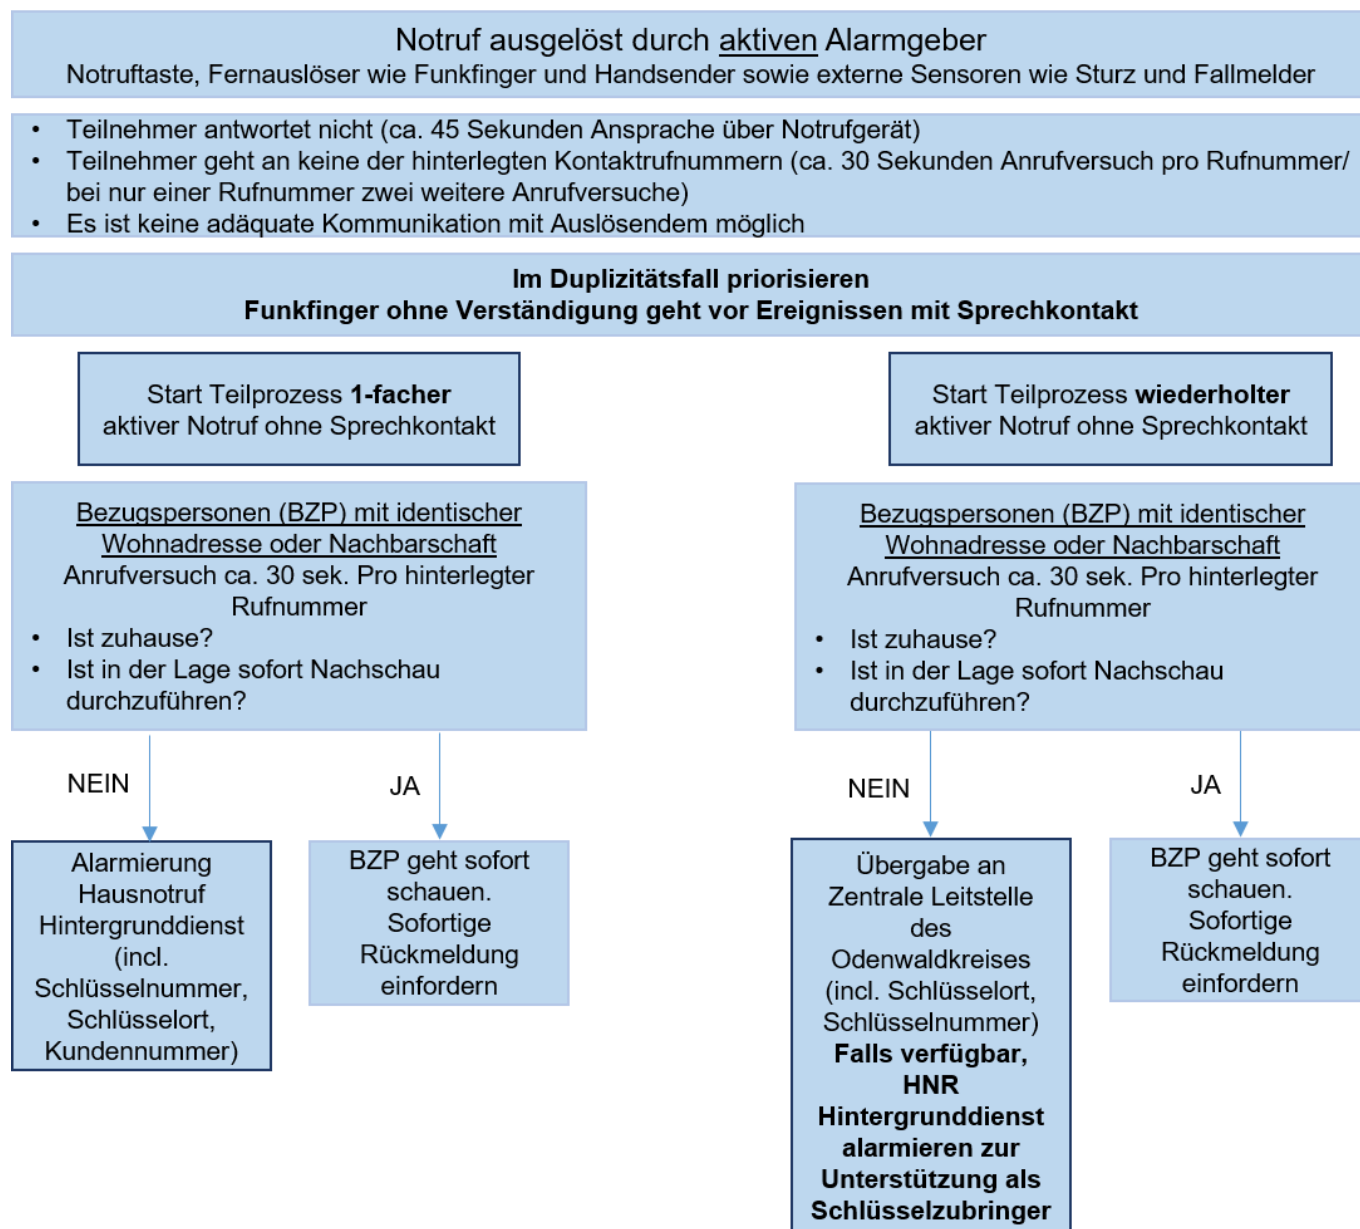 Notruf ausgelöst durch aktiven Alarmgeber
Notruftaste, Fernauslöser wie Funkfinger und Handsender sowie externe Sensoren wie Sturz und Fallmelder
• Teilnehmer antwortet nicht (ca. 45 Sekunden Ansprache über Notrufgerät)
• Teilnehmer geht an keine der hinterlegten Kontaktrufnummern (ca. 30 Sekunden Anrufversuch pro Rufnummer/
bei nur einer Rufnummer zwei weitere Anrufversuche)
• Es ist keine adäquate Kommunikation mit Auslösendem möglich
Im Duplizitätsfall priorisieren
Funkfinger ohne Verständigung geht vor Ereignissen mit Sprechkontakt
Start Teilprozess 1-facher
aktiver Notruf ohne Sprechkontakt
Bezugspersonen (BZP) mit identischer
Wohnadresse oder Nachbarschaft
Anrufversuch ca. 30 sek. Pro hinterlegter
Rufnummer
• Ist zuhause?
• Ist in der Lage sofort Nachschau
durchzuführen?
NEIN
JA
Alarmierung
Hausnotruf
Hintergrunddienst
(incl.
Schlüsselnummer,
Schlüsselort,
Kundennummer)
BZP geht sofort
schauen.
Sofortige
Rückmeldung
einfordern
Start Teilprozess wiederholter
aktiver Notruf ohne Sprechkontakt
Bezugspersonen (BZP) mit identischer
Wohnadresse oder Nachbarschaft
Anrufversuch ca. 30 sek. Pro hinterlegter
Rufnummer
• Ist zuhause?
• Ist in der Lage sofort Nachschau
durchzuführen?
NEIN
JA
Übergabe an
Zentrale Leitstelle
des
Odenwaldkreises
(incl. Schlüsselort,
Schlüsselnummer)
Falls verfügbar,
HNR
Hintergrunddienst
alarmieren zur
Unterstützung als
Schlüsselzubringer
BZP geht sofort
schauen.
Sofortige
Rückmeldung
einfordern